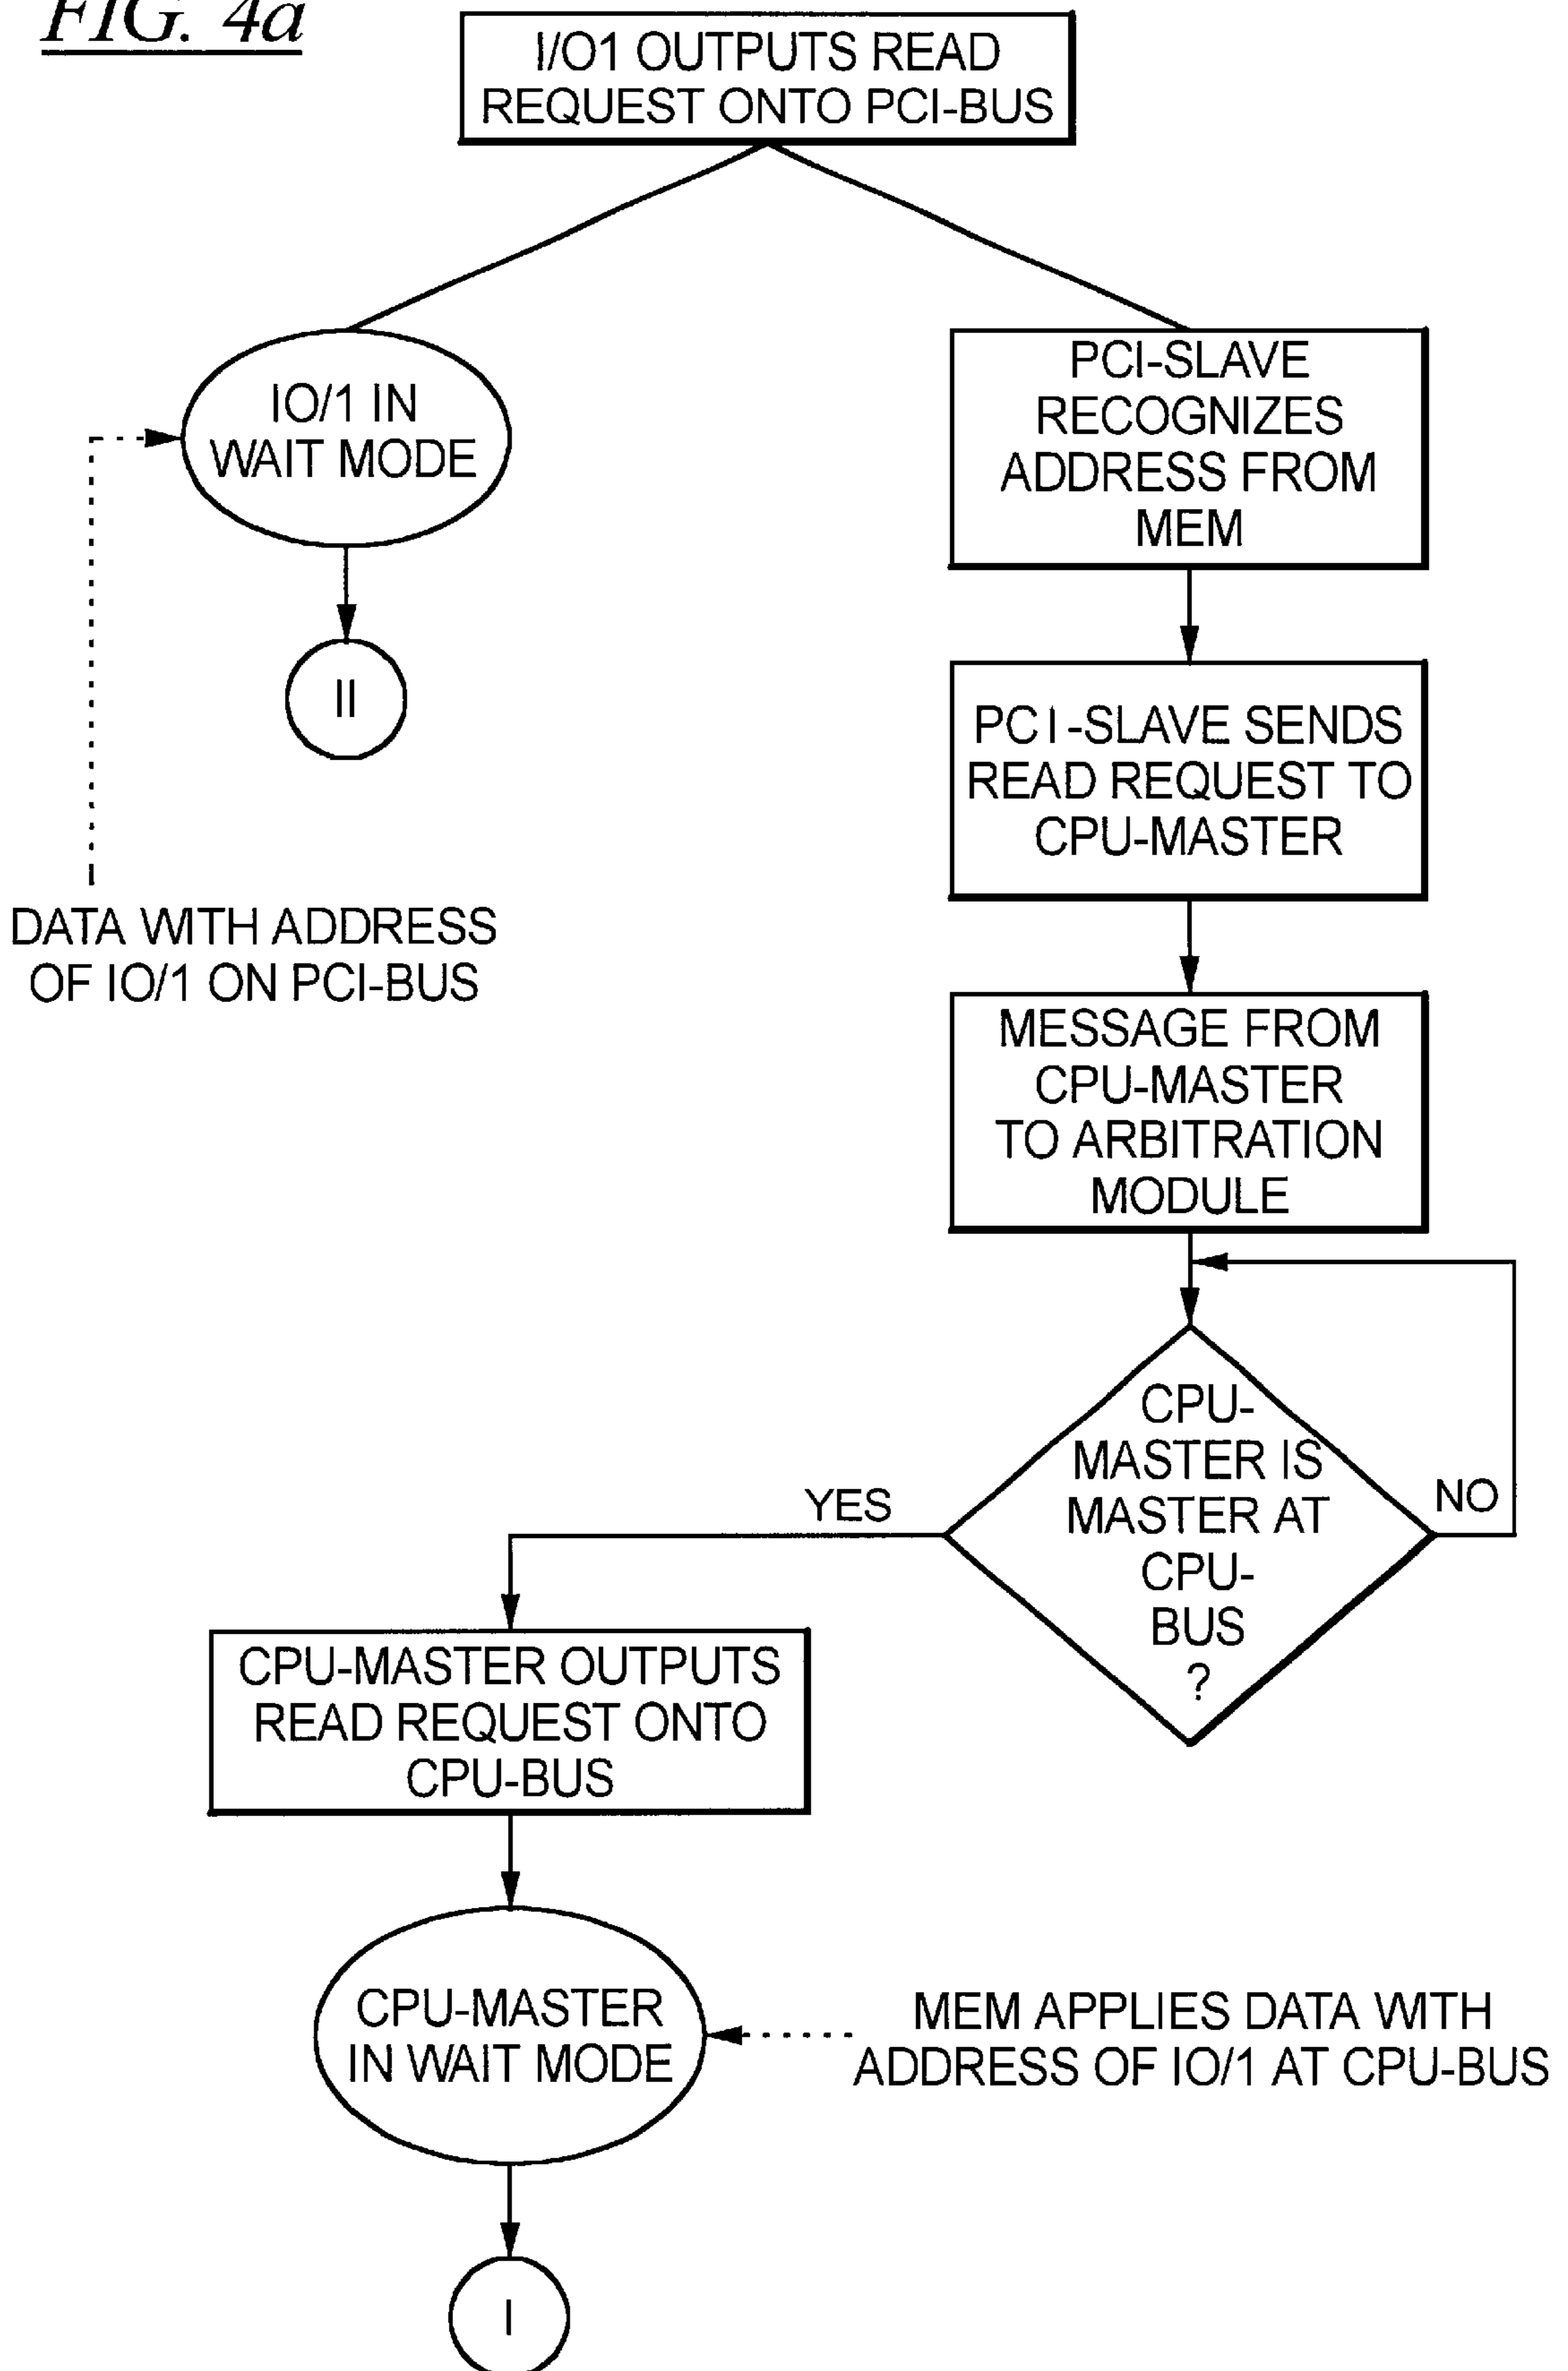 FIG. 4a
I/O1 OUTPUTS READ
REQUEST ONTO PCI-BUS
IO/1 IN
WAIT MODE
II
DATA WITH ADDRESS
OF IO/1 ON PCI-BUS
PCI-SLAVE
RECOGNIZES
ADDRESS FROM
MEM
PCI-SLAVE SENDS
READ REQUEST TO
CPU-MASTER
MESSAGE FROM
CPU-MASTER
TO ARBITRATION
MODULE
CPU-
MASTER IS
MASTER AT
CPU-
BUS
?
NO
YES
CPU-MASTER OUTPUTS
READ REQUEST ONTO
CPU-BUS
CPU-MASTER
IN WAIT MODE
MEM APPLIES DATA WITH
ADDRESS OF IO/1 AT CPU-BUS
I